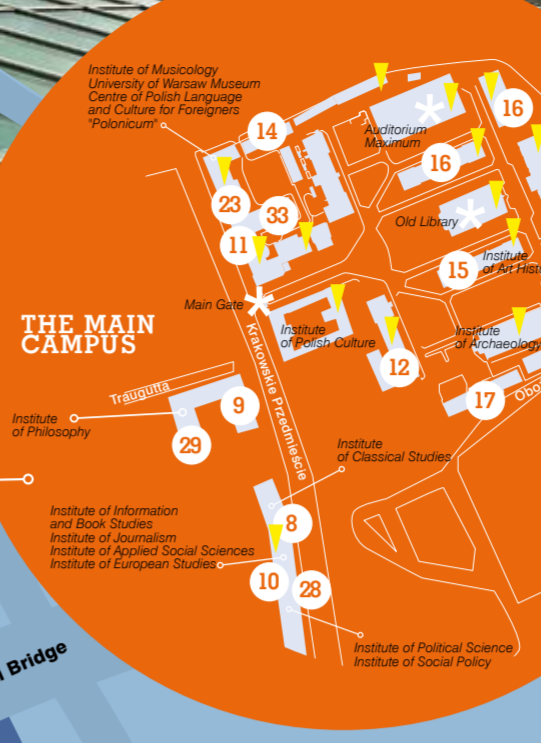 Institute of Musicology
University of Warsaw Museum
Centre of Polish Language
and Culture for Foreigners
"Polonicum"
14
16
Auditorium
Maximum
16
23
33
Old Library
11
15
Institute
of Art Hist
Main Gate
THE MAIN
CAMPUS
Institute
of Polish Culture
Institute
of Archaeology
12
Krakowskie Przedmieście
Traugutta
9
17
Obo
Institute
of Philosophy
29
Institute
of Classical Studies
Institute of Information
and Book Studies
Institute of Journalism
Institute of Applied Social Sciences
Institute of European Studies
8
10
28
Bridge
Institute of Political Science
Institute of Social Policy